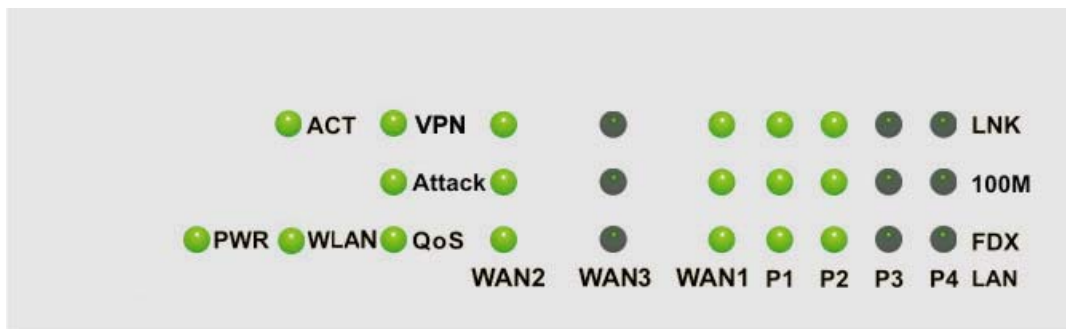 ACT VPN LNK
Attack 100M
PWR WLAN QoS FDX
WAN2 WAN3 WAN1 P1 P2 P3 P4 LAN